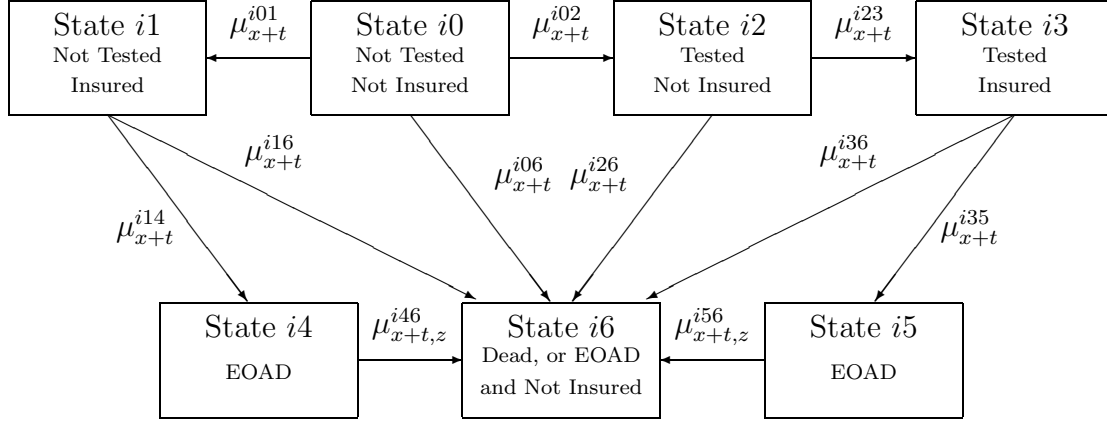 State i1
Not Tested
Insured
μ^{i01}_{x+t}
State i0
Not Tested
Not Insured
μ^{i02}_{x+t}
State i2
Tested
Not Insured
μ^{i23}_{x+t}
State i3
Tested
Insured
μ^{i16}_{x+t}
μ^{i06}_{x+t}
μ^{i26}_{x+t}
μ^{i36}_{x+t}
μ^{i14}_{x+t}
μ^{i35}_{x+t}
State i4
EOAD
μ^{i46}_{x+t,z}
State i6
Dead, or EOAD
and Not Insured
μ^{i56}_{x+t,z}
State i5
EOAD